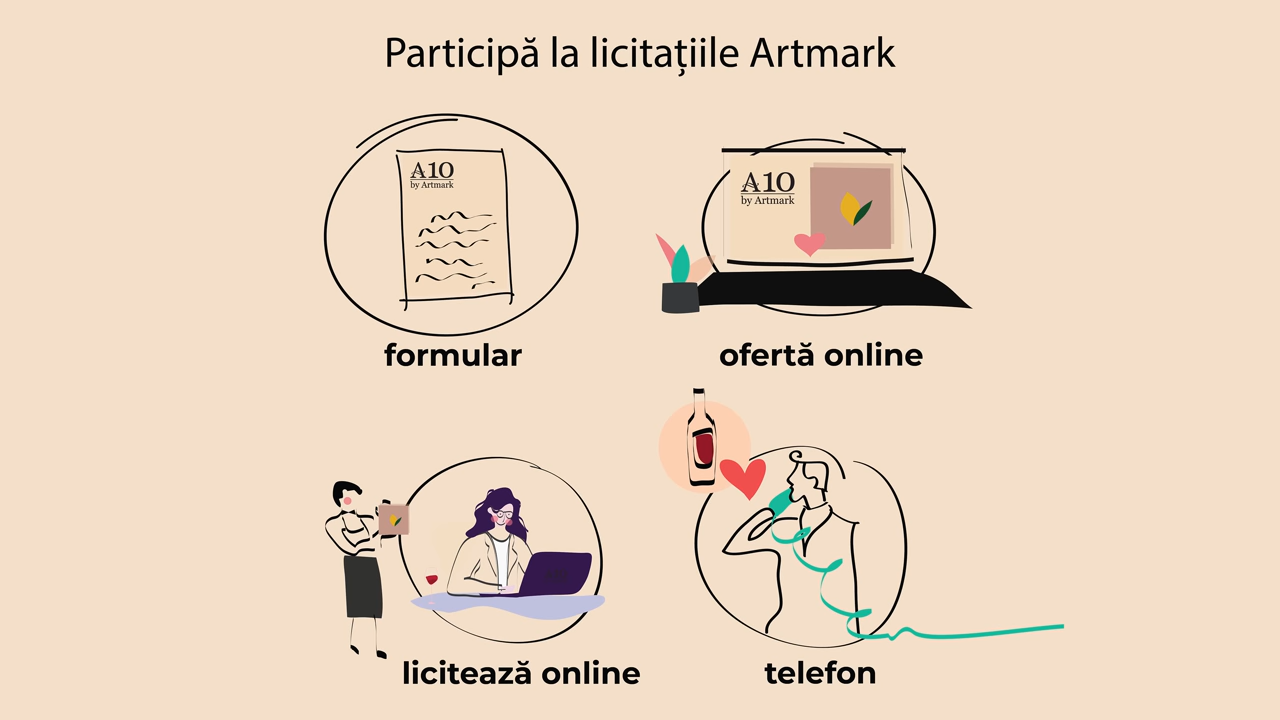 Participă la licitațiile Artmark
A10
by Artmark
A10
by Artmark
formular
ofertă online
licitează online
telefon